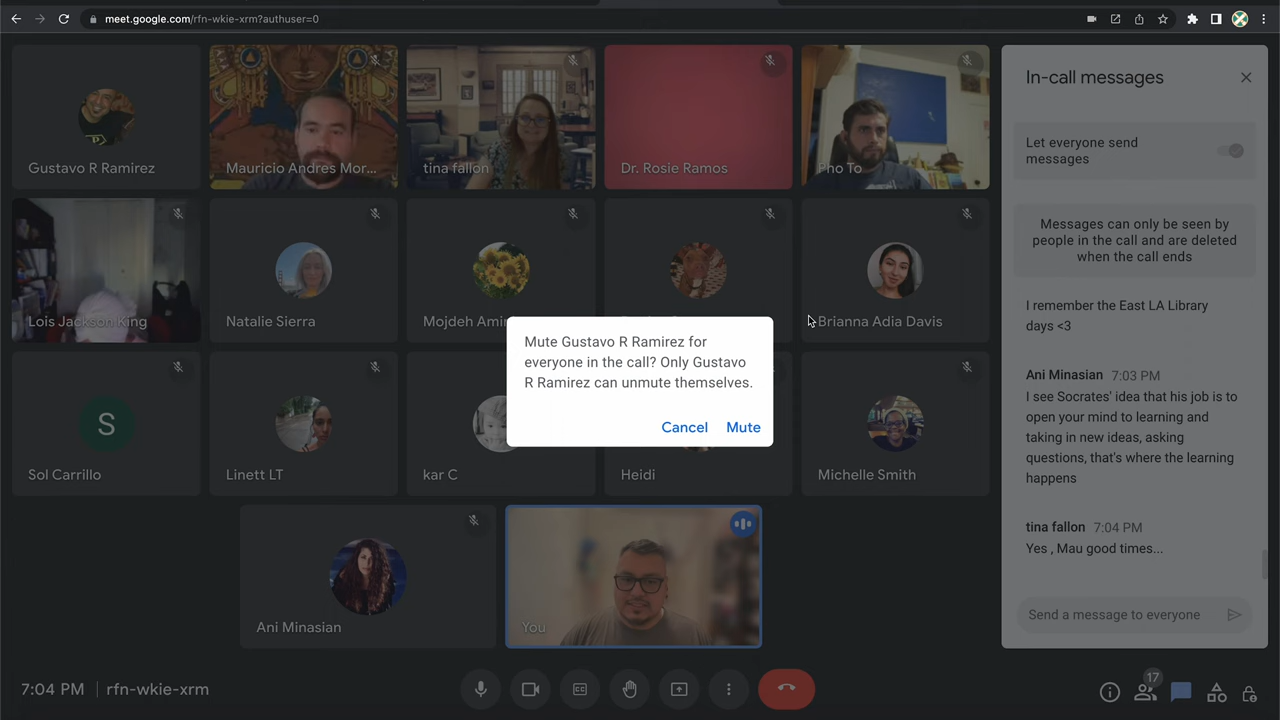 meet.google.com/rfn-wkie-xrm?authuser=0
Gustavo R Ramirez
Mauricio Andres Mor...
tina fallon
Dr. Rosie Ramos
Pho To
Lois Jackson King
Natalie Sierra
Mojdeh Ami
Brianna Adia Davis
S
Sol Carrillo
Linett LT
kar C
Heidi
Michelle Smith
Ani Minasian
You
Mute Gustavo R Ramirez for
everyone in the call? Only Gustavo
R Ramirez can unmute themselves.
Cancel Mute
In-call messages
Let everyone send
messages
Messages can only be seen by
people in the call and are deleted
when the call ends
I remember the East LA Library
days <3
Ani Minasian 7:03 PM
I see Socrates' idea that his job is to
open your mind to learning and
taking in new ideas, asking
questions, that's where the learning
happens
tina fallon 7:04 PM
Yes , Mau good times...
Send a message to everyone
7:04 PM | rfn-wkie-xrm
CC
17